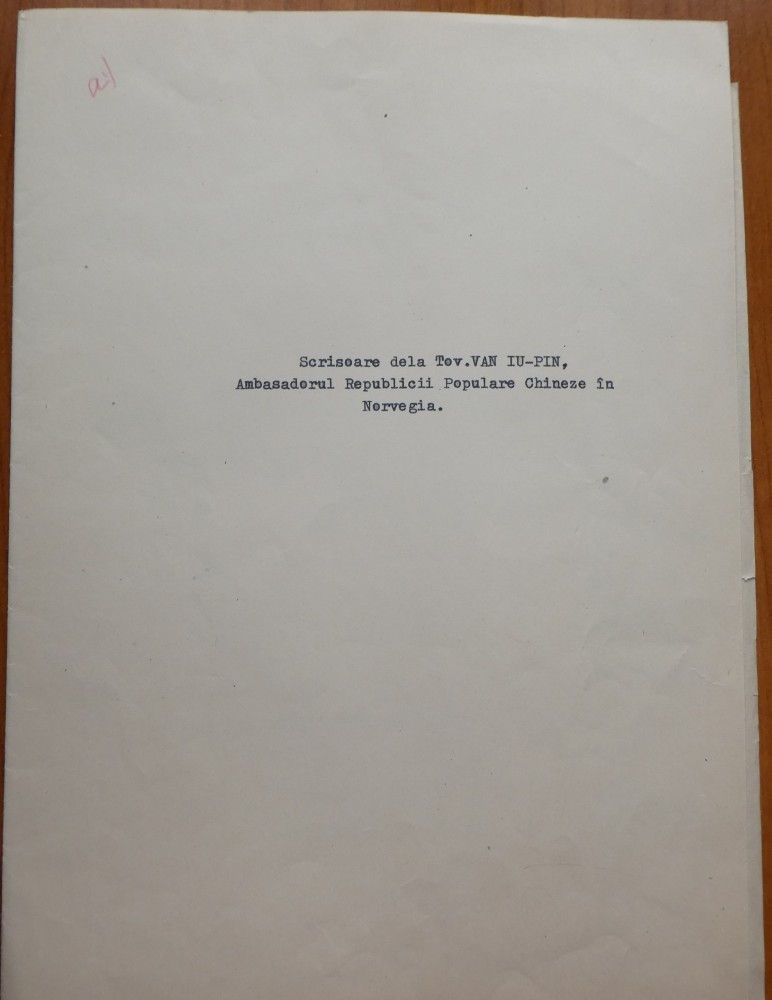 a)
Scrisoare dela Tov.VAN IU-PIN,
Ambasadorul Republicii Populare Chineze în
Norvegia.